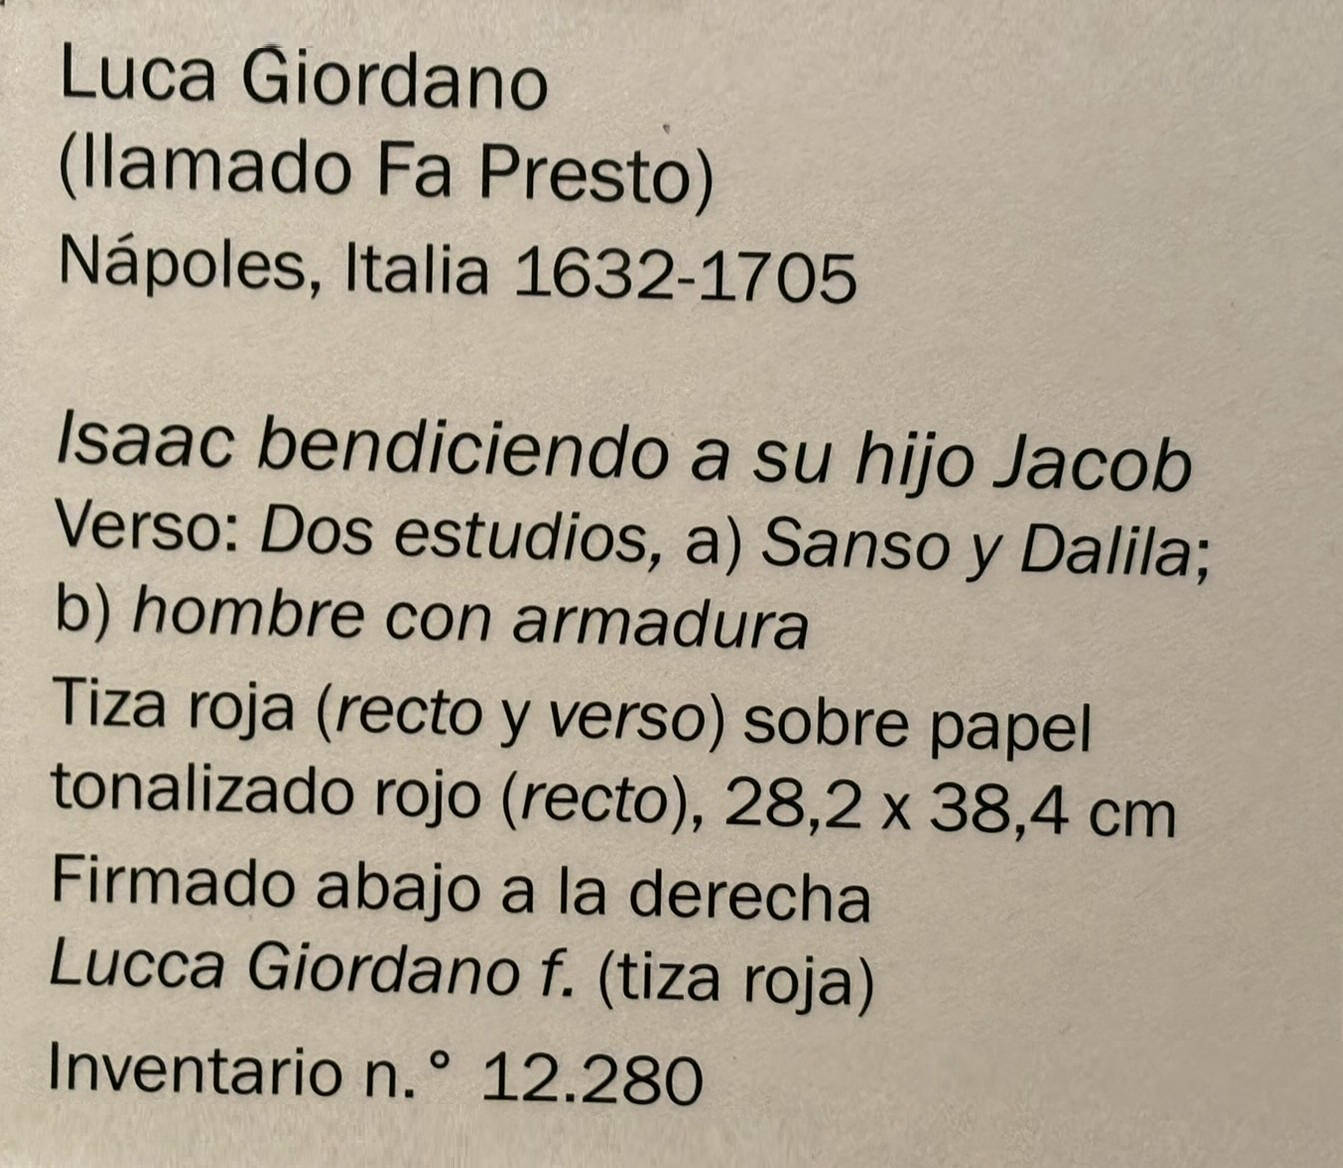 Luca Giordano
(llamado Fa Presto)
Nápoles, Italia 1632-1705
Isaac bendiciendo a su hijo Jacob
Verso: Dos estudios, a) Sanso y Dalila;
b) hombre con armadura
Tiza roja (recto y verso) sobre papel
tonalizado rojo (recto), 28,2 x 38,4 cm
Firmado abajo a la derecha
Lucca Giordano f. (tiza roja)
Inventario n.° 12.280